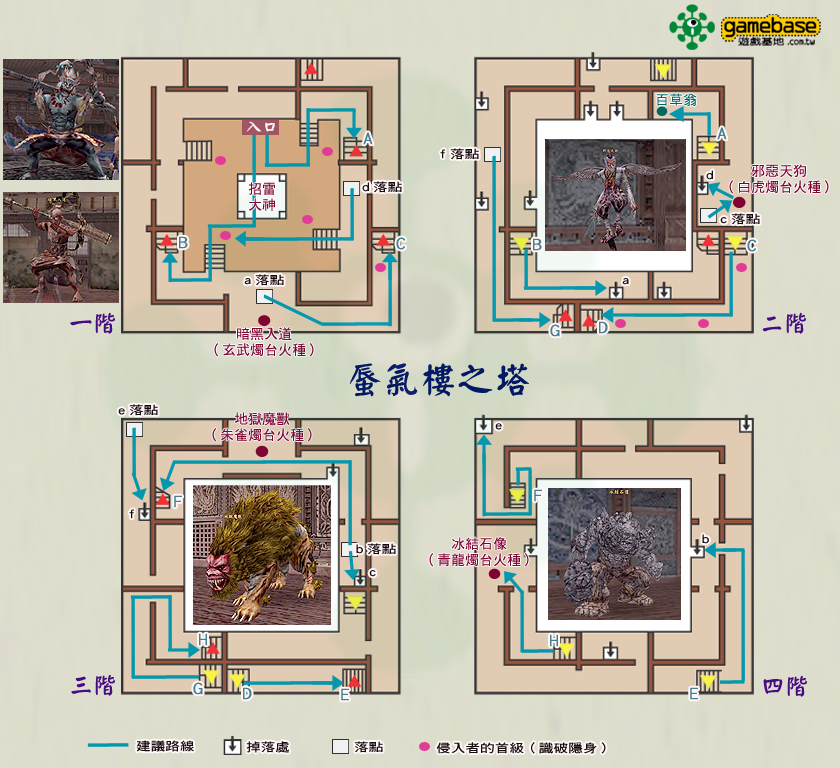 gamebase
遊戲基地.com.tw
入口
A
招雷
大神
d 落點
B
C
a 落點
暗黑入道
(玄武燭台火種)
一階
百草翁
A
f 落點
邪惡天狗
(白虎燭台火種)
d
c 落點
B
C
a
G
D
二階
蜃氣樓之塔
e 落點
地獄魔獸
(朱雀燭台火種)
F
f
b 落點
c
H
G
D
E
三階
e
F
b
冰結石像
(青龍燭台火種)
H
E
四階
建議路線
掉落處
落點
侵入者的首級(識破隱身)